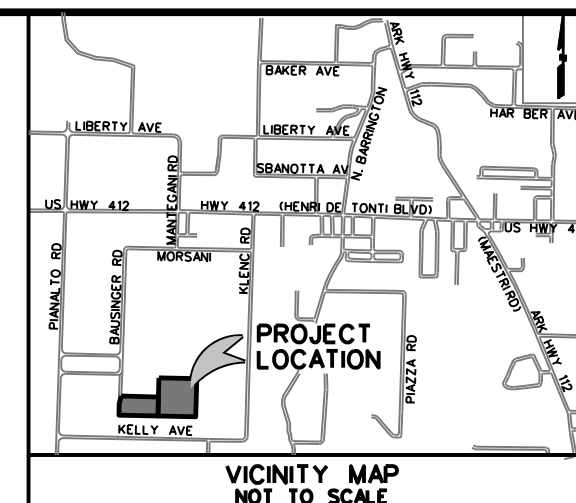 ARK HWY 112
BAKER AVE
HAR BER AVE
LIBERTY AVE
LIBERTY AVE
N. BARRINGTON
SBANOTTA AV
MANTEGANI RD
US HWY 412
HWY 412
(HENRI DE TONTI BLVD)
US HWY 4
(MAESTRI RD)
MORSANI
KLENC RD
PIANALTO RD
BAUSINGER RD
PROJECT
LOCATION
PIAZZA RD
ARK HWY 112
KELLY AVE
VICINITY MAP
NOT TO SCALE